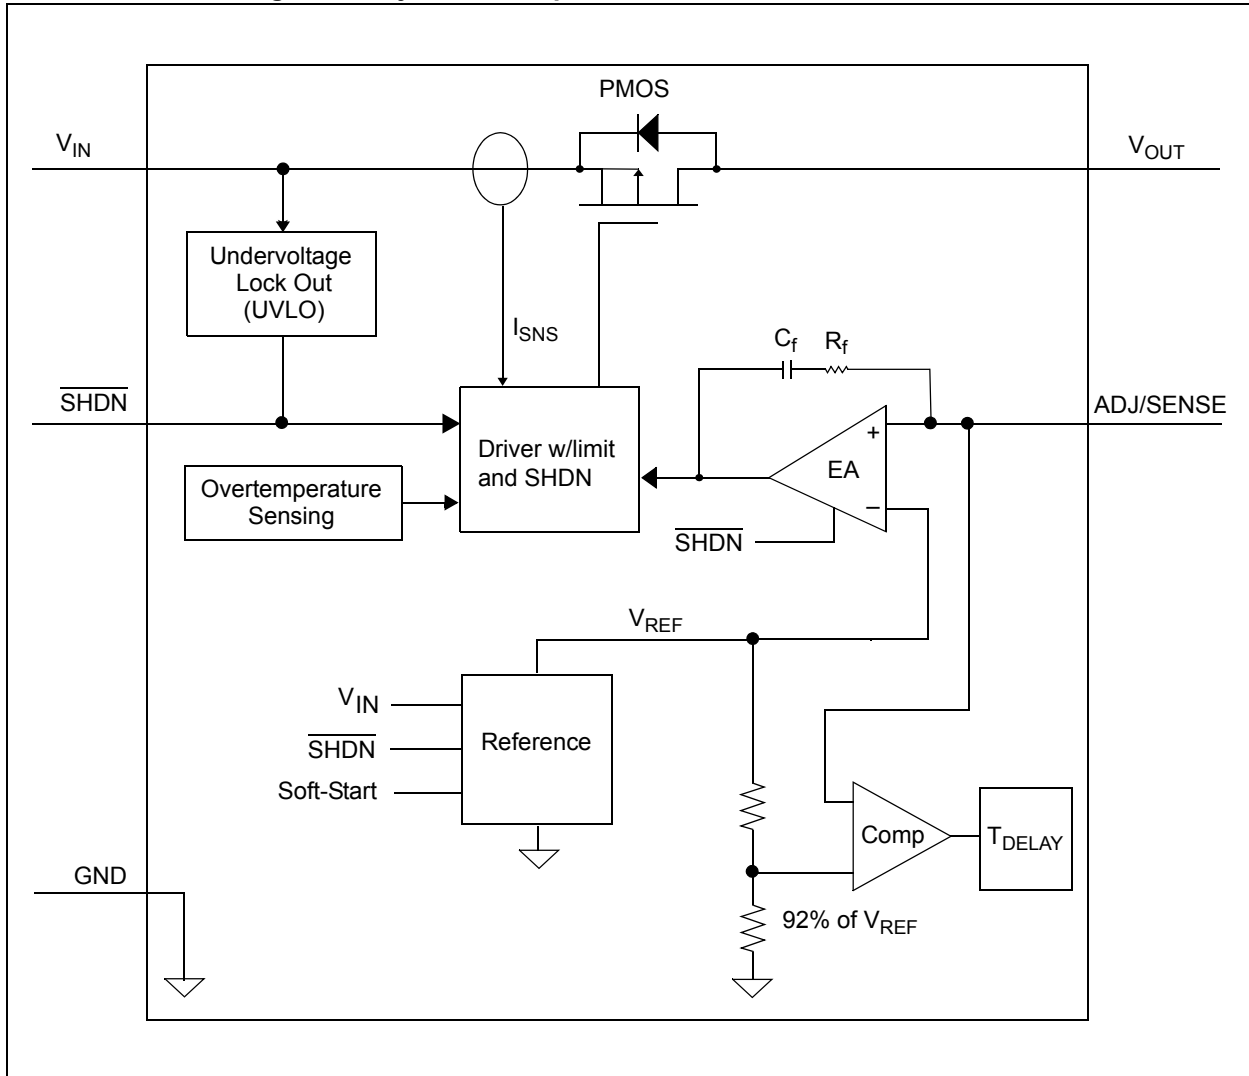 PMOS
VIN
VOUT
Undervoltage
Lock Out
(UVLO)
ISNS
Cf
Rf
SHDN
ADJ/SENSE
Driver w/limit
and SHDN
+
EA
−
Overtemperature
Sensing
SHDN
VREF
VIN
SHDN
Soft-Start
Reference
Comp
TDELAY
GND
92% of VREF